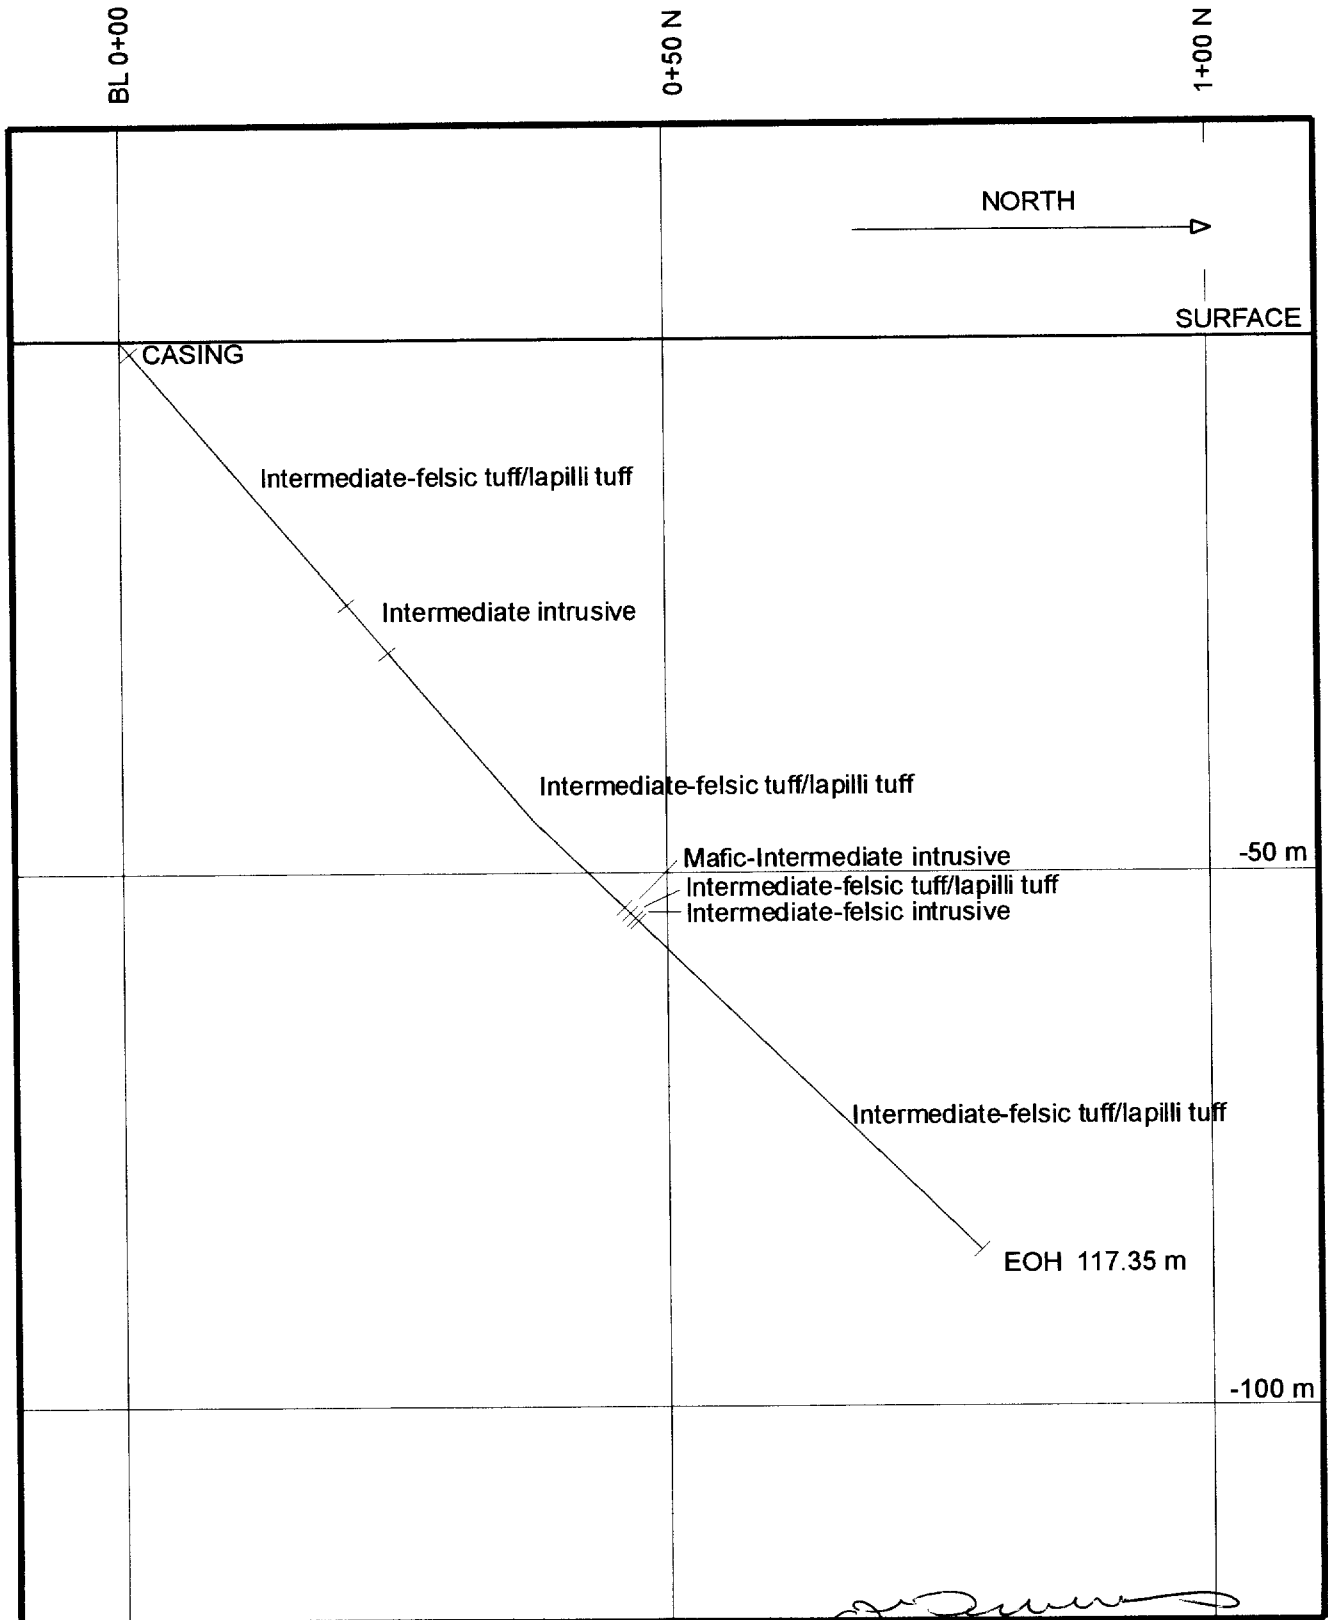 BL 0+00
0+50 N
1+00 N
NORTH
SURFACE
CASING
Intermediate-felsic tuff/lapilli tuff
Intermediate intrusive
Intermediate-felsic tuff/lapilli tuff
Mafic-Intermediate intrusive
-50 m
Intermediate-felsic tuff/lapilli tuff
Intermediate-felsic intrusive
Intermediate-felsic tuff/lapilli tuff
EOH 117.35 m
-100 m